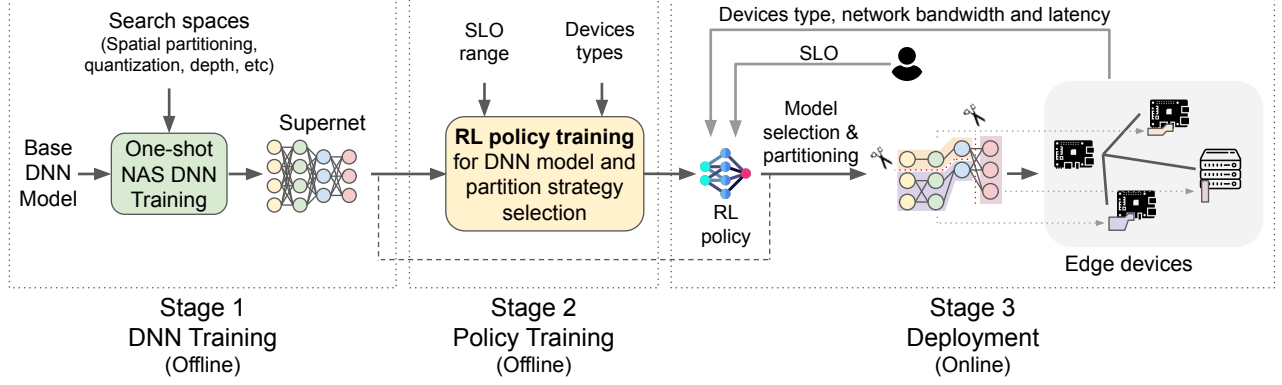 Search spaces
(Spatial partitioning,
quantization, depth, etc)
Base
DNN
Model
One-shot
NAS DNN
Training
Supernet
Stage 1
DNN Training
(Offline)
SLO
range
Devices
types
RL policy training
for DNN model and
partition strategy
selection
Stage 2
Policy Training
(Offline)
Devices type, network bandwidth and latency
SLO
Model
selection &
partitioning
RL
policy
Edge devices
Stage 3
Deployment
(Online)